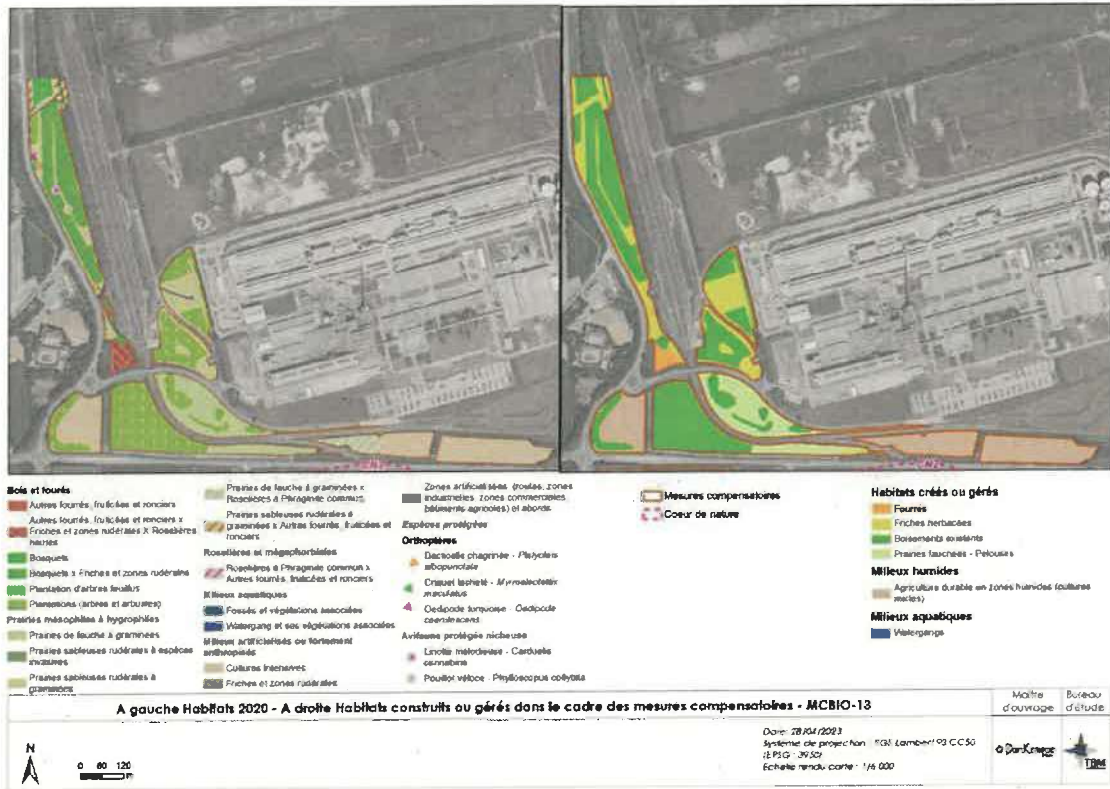 Bois et fourrés
Autres fourrés, fruticées et ronciers
Autres fourrés, fruticées et ronciers x
Friches et zones rudérales X Roselières
hautes
Bosquets
Bosquets x Friches et zones rudérales
Plantation d'arbres feuillus
Plantations (arbres et arbustes)
Prairies mésophiles à hygrophiles
Prairies de fauche à graminées
Prairies sableuses rudérales à espèces
invasives
Prairies sableuses rudérales à
graminées
Prairies de fauche à graminées x
Roselières à Phragmite commun
Prairies sableuses rudérales à
graminées x Autres fourrés, fruticées et
ronciers
Roselières et mégaphorbiaies
Roselières à Phragmite commun x
Autres fourrés, fruticées et ronciers
Milieux aquatiques
Fossés et végétations associées
Watergang et ses végétations associées
Milieux artificialisés ou fortement
anthropisés
Cultures intensives
Friches et zones rudérales
Zones artificialisées (routes, zones
industrielles, zones commerciales,
bâtiments agricoles) et abords
Espèces protégées
Orthoptères
Decticelle chagrinée - Platycleis
albopunctata
Criquet tacheté - Myrmeleotettix
maculatus
Oedipode turquoise - Oedipoda
caerulescens
Avifaune protégée nicheuse
Linotte mélodieuse - Carduelis
cannabina
Pouillot véloce - Phylloscopus collybita
Mesures compensatoires
Coeur de nature
Habitats créés ou gérés
Fourrés
Friches herbacées
Boisements existants
Prairies fauchées - Pelouses
Milieux humides
Agriculture durable en zones humides (cultures
Milieux aquatiques
Watergangs
A gauche Habitats 2020 - A droite Habitats construits ou gérés dans le cadre des mesures compensatoires - MCBIO-13
Maître
d'ouvrage
Bureau
d'étude
N
0 60 120
Date: 28/04/2023
Système de projection : RGF Lambert 93 CC50
(EPSG : 3950)
Echelle rendu carte : 1/6 000
TBM